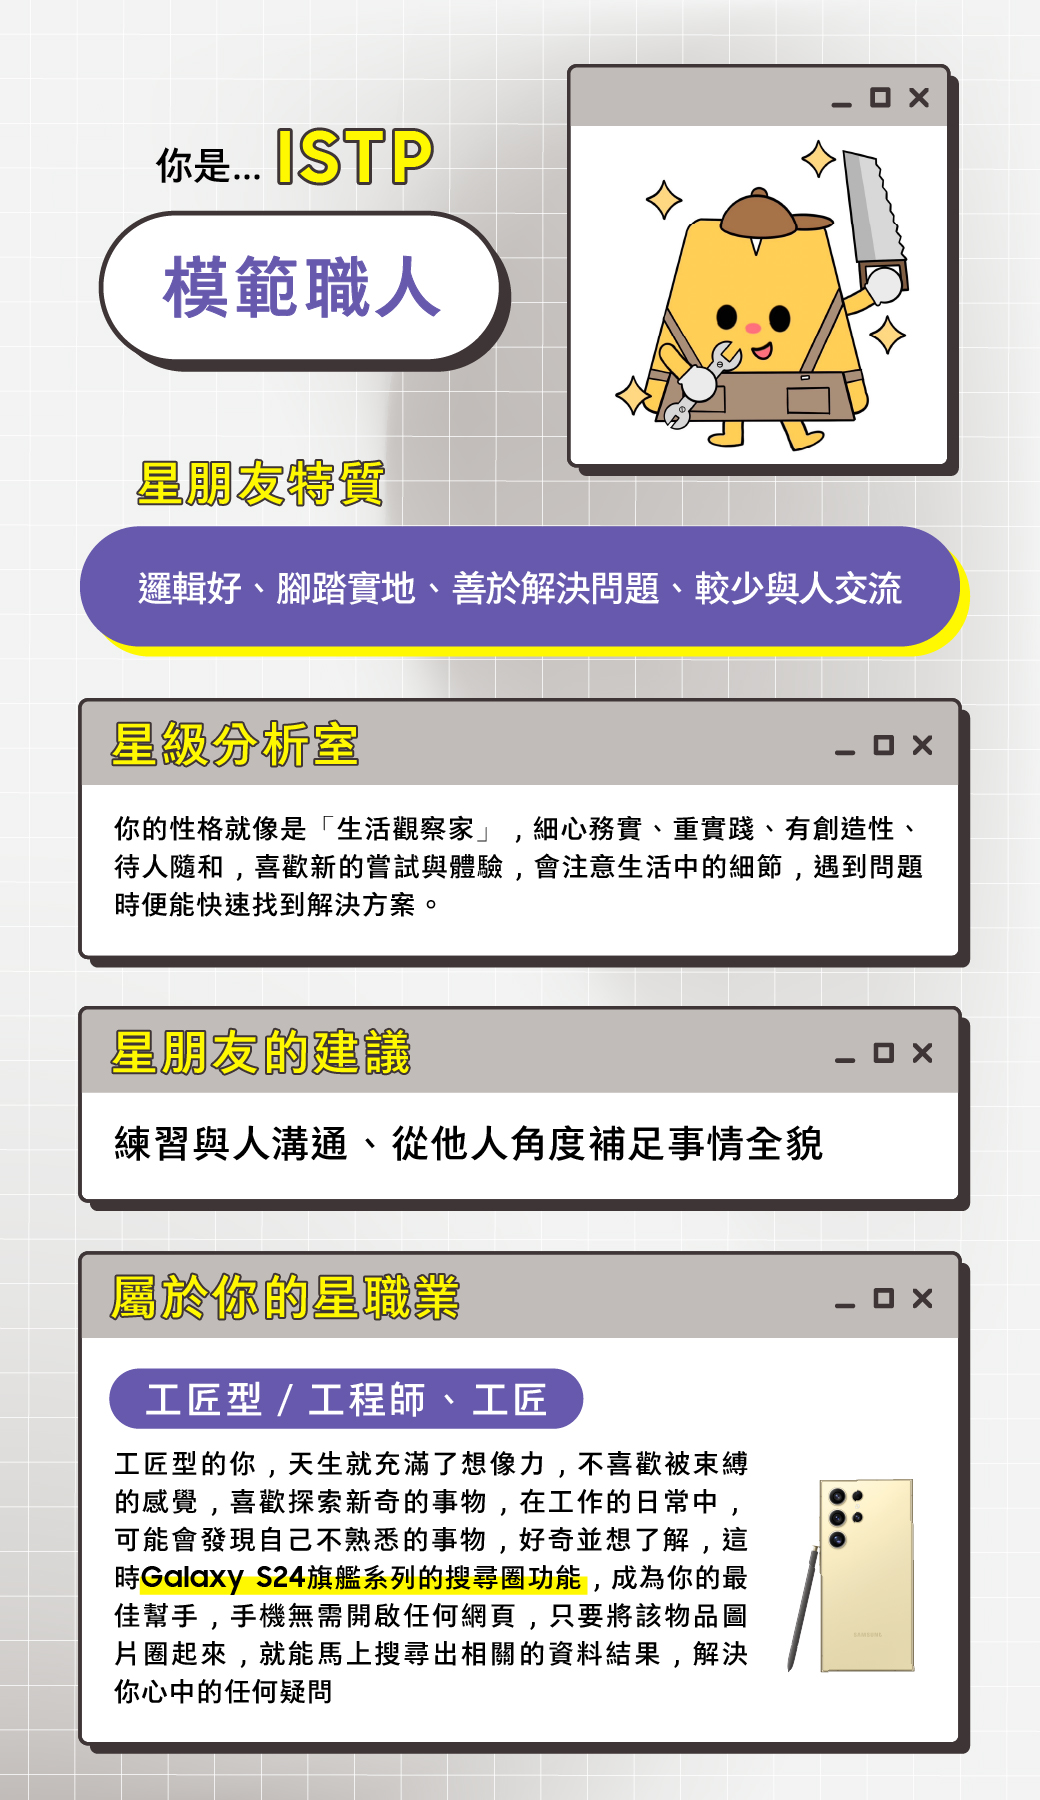 你是... ISTP
模範職人
星朋友特質
邏輯好、腳踏實地、善於解決問題、較少與人交流
星級分析室
你的性格就像是「生活觀察家」，細心務實、重實踐、有創造性、
待人隨和，喜歡新的嘗試與體驗，會注意生活中的細節，遇到問題
時便能快速找到解決方案。
星朋友的建議
練習與人溝通、從他人角度補足事情全貌
屬於你的星職業
工匠型 / 工程師、工匠
工匠型的你，天生就充滿了想像力，不喜歡被束縛
的感覺，喜歡探索新奇的事物，在工作的日常中，
可能會發現自己不熟悉的事物，好奇並想了解，這
時Galaxy S24旗艦系列的搜尋圈功能，成為你的最
佳幫手，手機無需開啟任何網頁，只要將該物品圖
片圈起來，就能馬上搜尋出相關的資料結果，解決
你心中的任何疑問
SAMSUNG